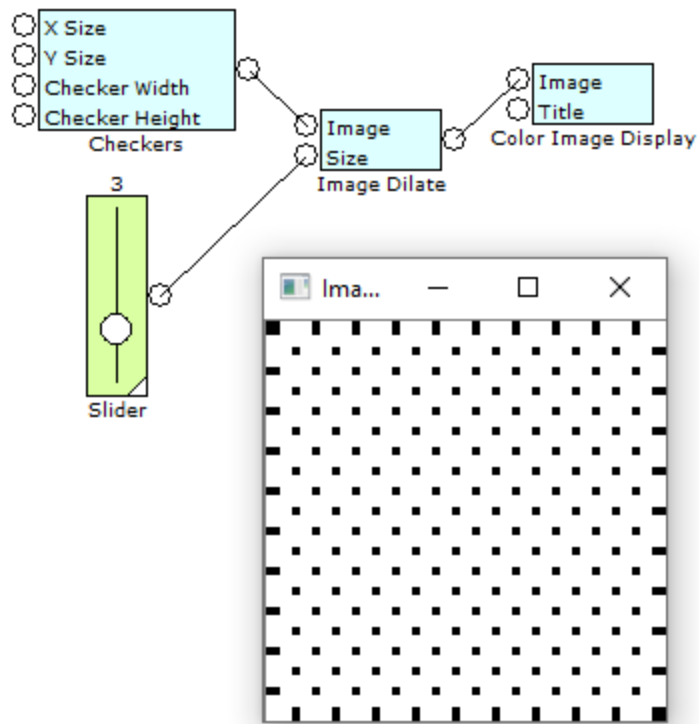 X Size
Y Size
Checker Width
Checker Height
Checkers
Image
Size
Image Dilate
Image
Title
Color Image Display
3
Slider
Ima...